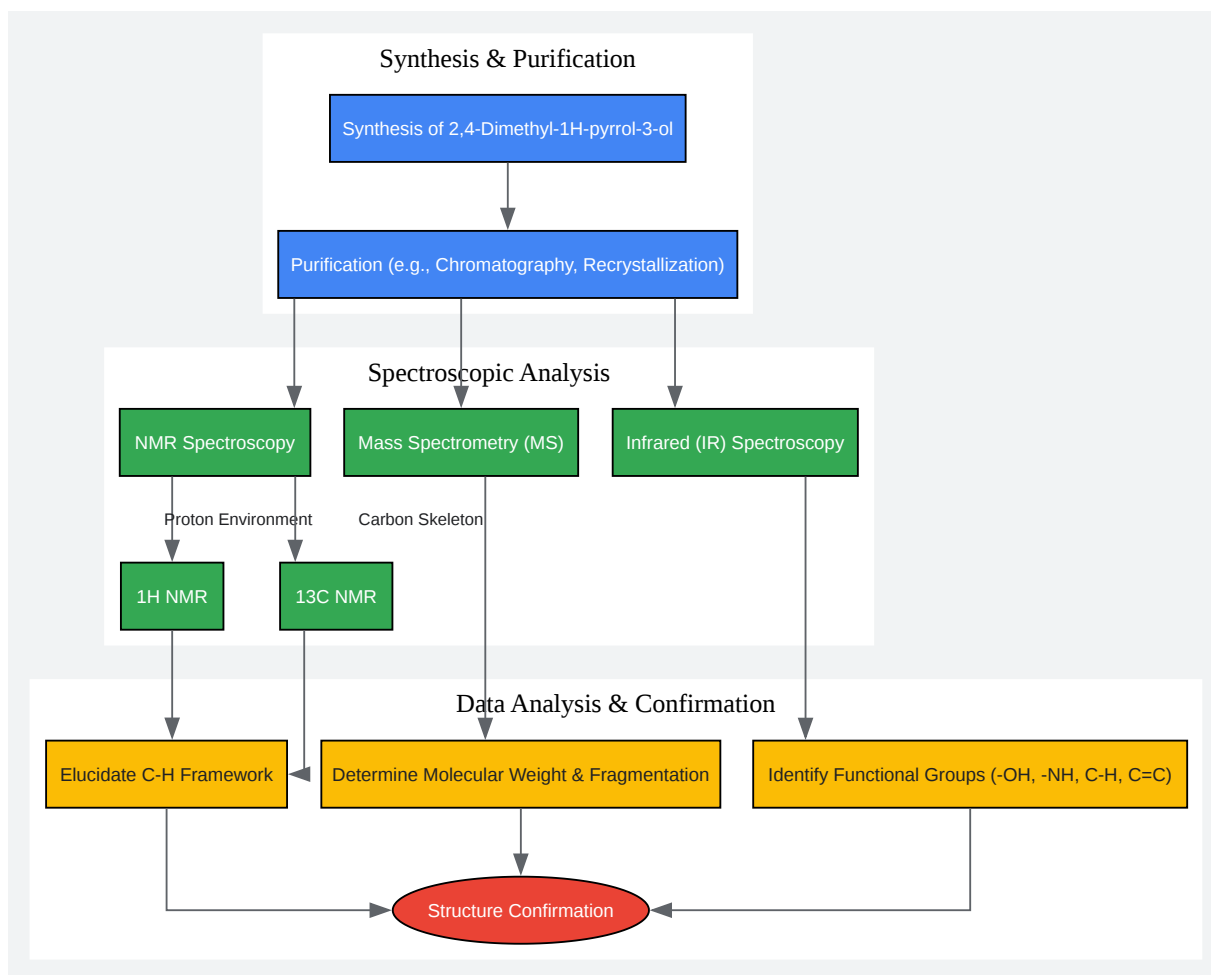 Synthesis & Purification
Synthesis of 2,4-Dimethyl-1H-pyrrol-3-ol
Purification (e.g., Chromatography, Recrystallization)
Spectroscopic Analysis
NMR Spectroscopy
Mass Spectrometry (MS)
Infrared (IR) Spectroscopy
Proton Environment
Carbon Skeleton
1H NMR
13C NMR
Data Analysis & Confirmation
Elucidate C-H Framework
Determine Molecular Weight & Fragmentation
Identify Functional Groups (-OH, -NH, C-H, C=C)
Structure Confirmation